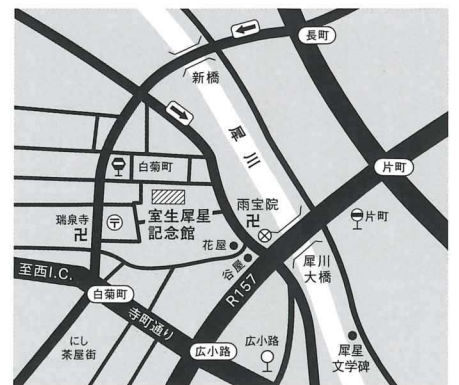 長町
新橋
犀川
片町
白菊町
雨宝院
片町
瑞泉寺
室生犀星
記念館
花屋
谷屋
犀川
大橋
至西I.C.
R157
白菊町
寺町通り
にし
茶屋街
広小路
広小路
犀星
文学碑